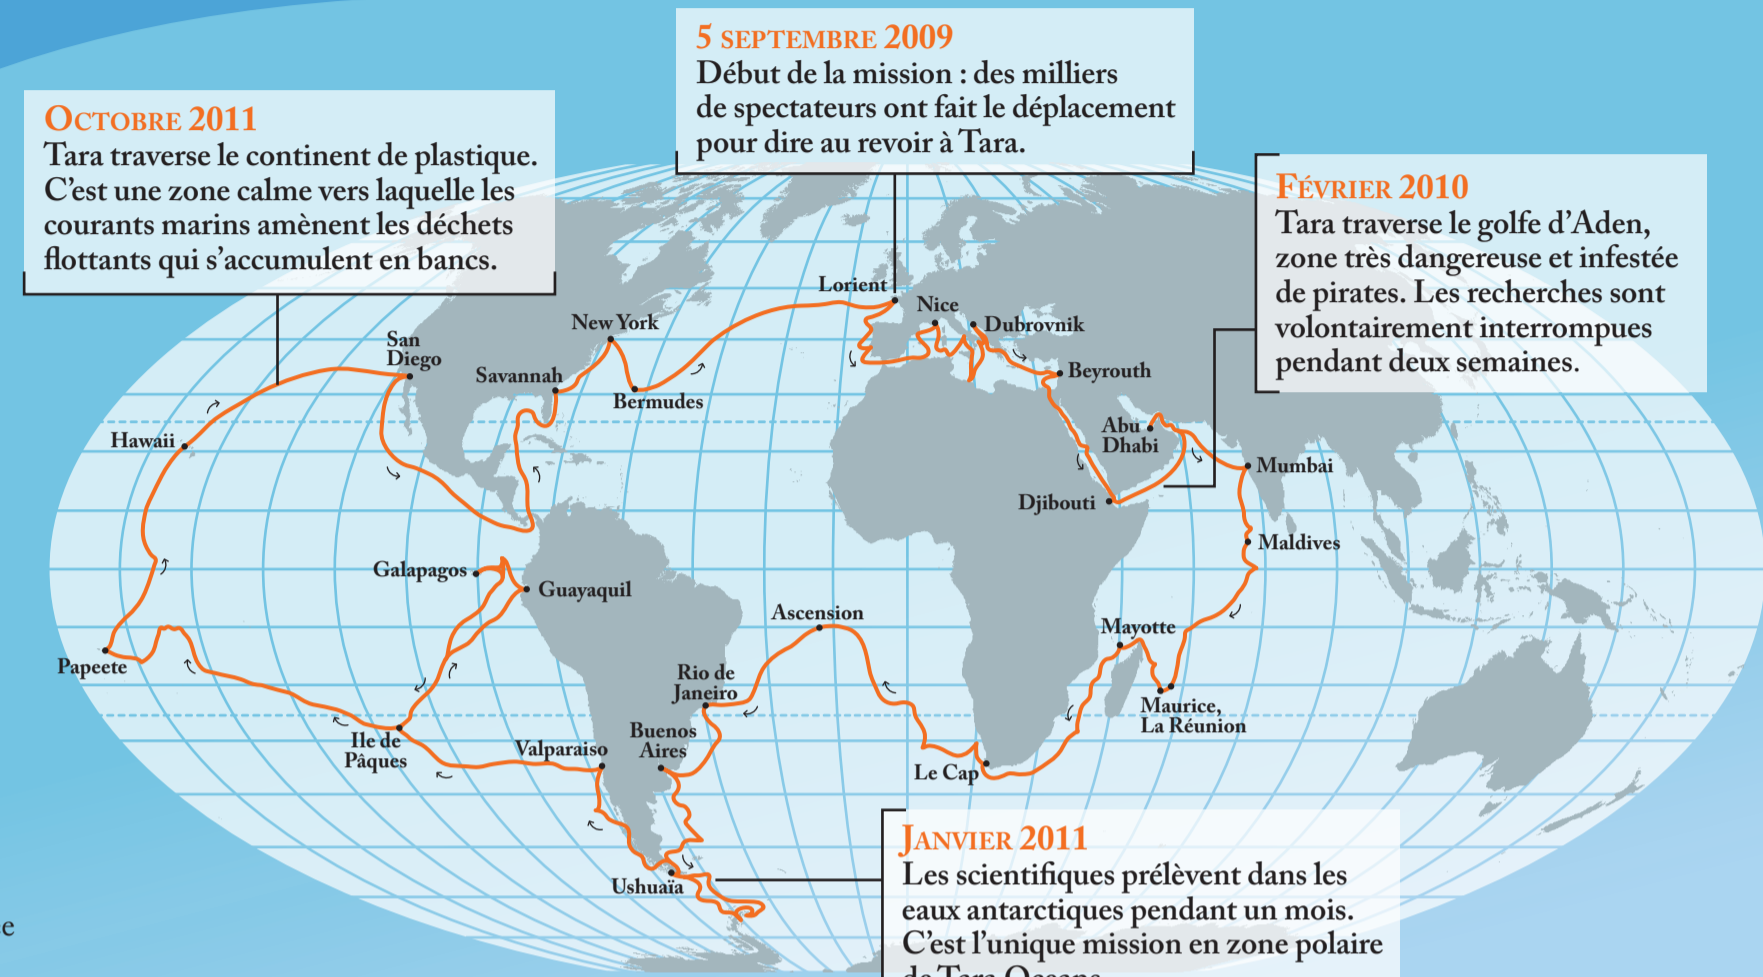 5 SEPTEMBRE 2009
Début de la mission : des milliers
de spectateurs ont fait le déplacement
pour dire au revoir à Tara.
OCTOBRE 2011
Tara traverse le continent de plastique.
C’est une zone calme vers laquelle les
courants marins amènent les déchets
flottants qui s’accumulent en bancs.
FÉVRIER 2010
Tara traverse le golfe d’Aden,
zone très dangereuse et infestée
de pirates. Les recherches sont
volontairement interrompues
pendant deux semaines.
Lorient
Nice
New York
Dubrovnik
San
Diego
Savannah
Beyrouth
Bermudes
Abu
Dhabi
Hawaii
Mumbai
Djibouti
Maldives
Galapagos
Guayaquil
Ascension
Mayotte
Papeete
Rio de
Janeiro
Maurice,
La Réunion
Ile de
Pâques
Valparaiso
Buenos
Aires
Le Cap
Ushuaïa
JANVIER 2011
Les scientifiques prélèvent dans les
eaux antarctiques pendant un mois.
C’est l’unique mission en zone polaire
de Tara Oceans